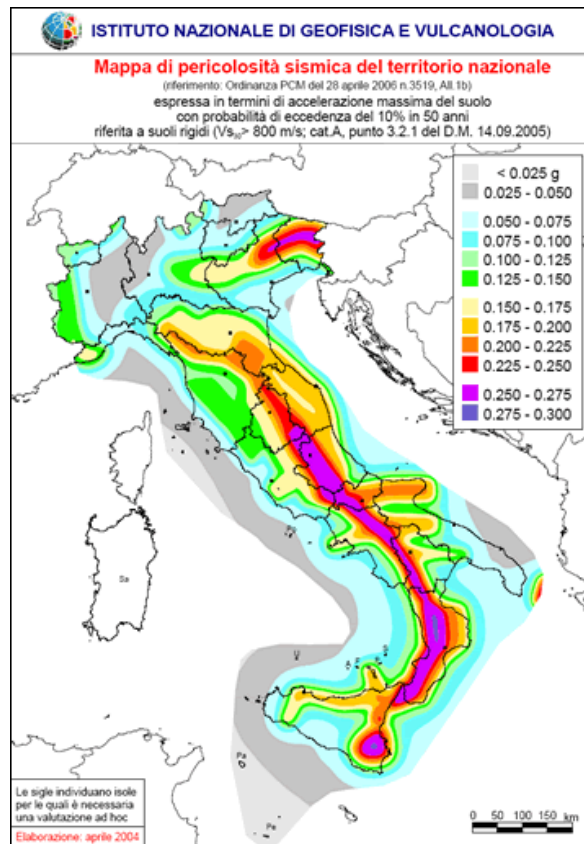 ISTITUTO NAZIONALE DI GEOFISICA E VULCANOLOGIA
Mappa di pericolosità sismica del territorio nazionale
(riferimento: Ordinanza PCM del 28 aprile 2006 n.3519, All.1b)
espressa in termini di accelerazione massima del suolo
con probabilità di eccedenza del 10% in 50 anni
riferita a suoli rigidi (Vs30> 800 m/s; cat.A, punto 3.2.1 del D.M. 14.09.2005)
< 0.025 g
0.025 - 0.050
0.050 - 0.075
0.075 - 0.100
0.100 - 0.125
0.125 - 0.150
0.150 - 0.175
0.175 - 0.200
0.200 - 0.225
0.225 - 0.250
0.250 - 0.275
0.275 - 0.300
Sa
U
A
Pa
Pe
Le sigle individuano isole
per le quali è necessaria
una valutazione ad hoc
Elaborazione: aprile 2004
0 50 100 150 km